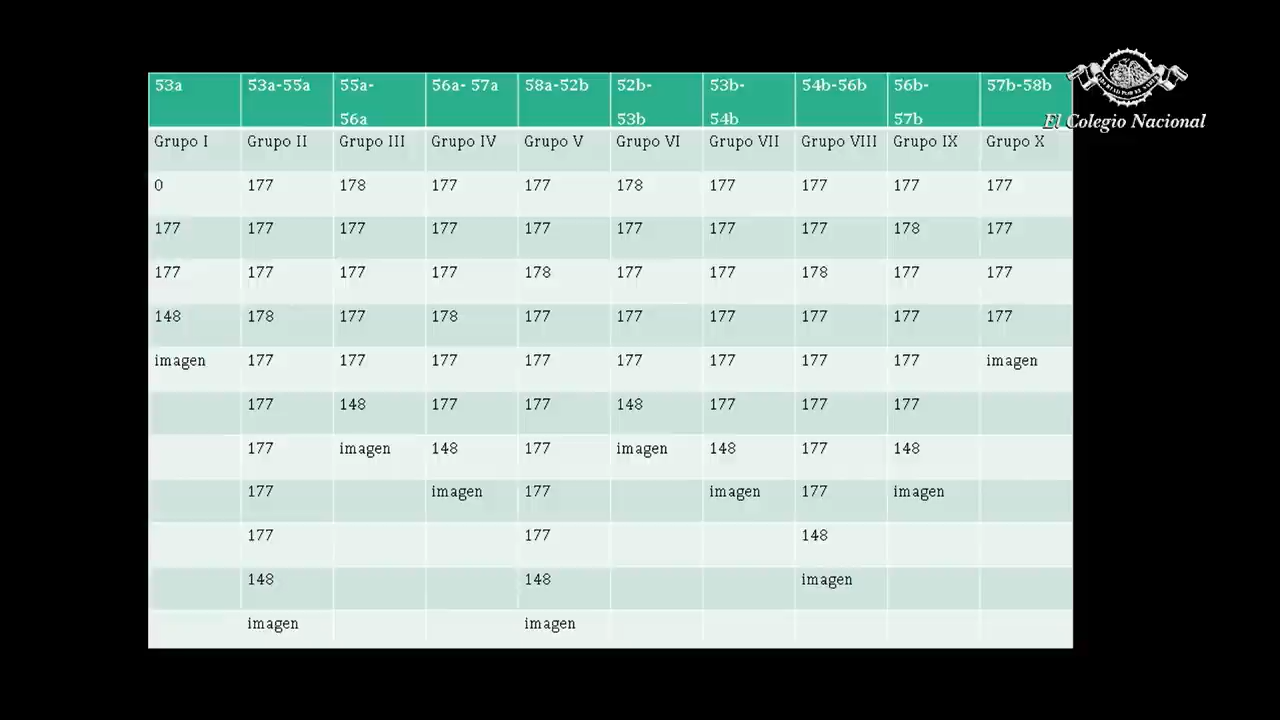 53a 53a-55a 55a- 56a- 57a 58a-52b 52b- 53b- 54b-56b 56b- 57b-58b
56a 53b 54b 57b
El Colegio Nacional
Grupo I Grupo II Grupo III Grupo IV Grupo V Grupo VI Grupo VII Grupo VIII Grupo IX Grupo X
0 177 178 177 177 178 177 177 177 177
177 177 177 177 177 177 177 177 178 177
177 177 177 177 178 177 177 178 177 177
148 178 177 178 177 177 177 177 177 177
imagen 177 177 177 177 177 177 177 177 imagen
177 148 177 177 148 177 177 177
177 imagen 148 177 imagen 148 177 148
177 imagen 177 imagen 177 imagen
177 177 148
148 148 imagen
imagen imagen